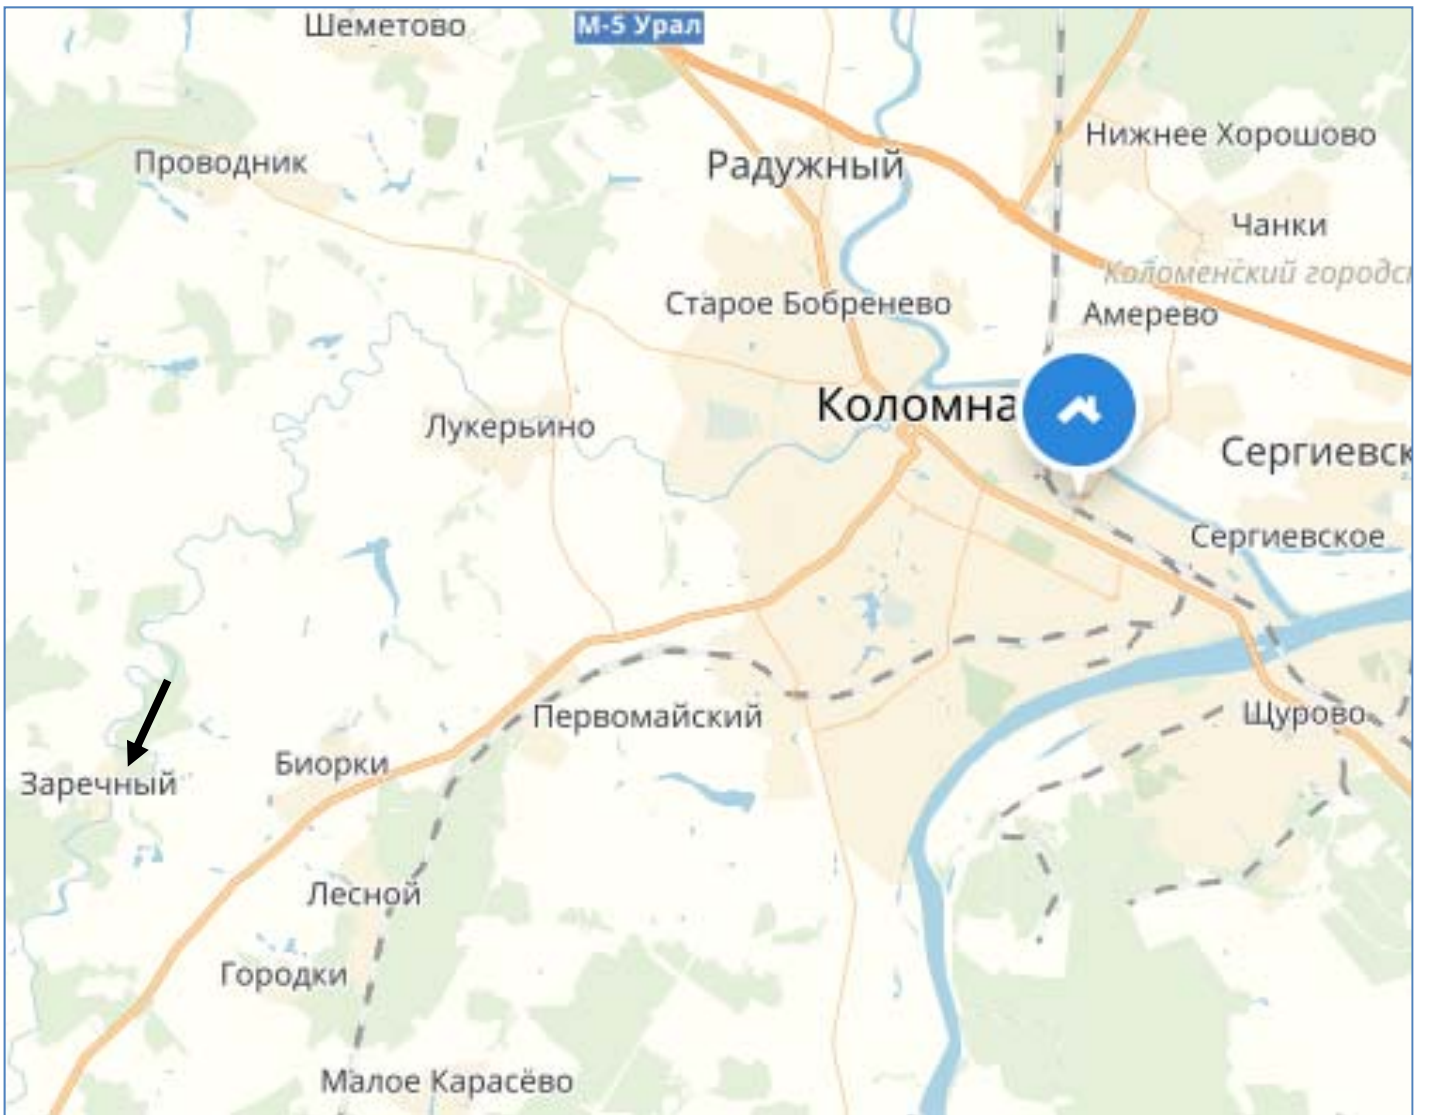 Шеметово
М-5 Урал
Нижнее Хорошово
Проводник
Радужный
Чанки
Коломенский городс
Старое Бобренево
Амерево
Коломна
Лукерьино
Сергиевск
Сергиевское
Первомайский
Щурово
Биорки
Заречный
Лесной
Городки
Малое Карасёво